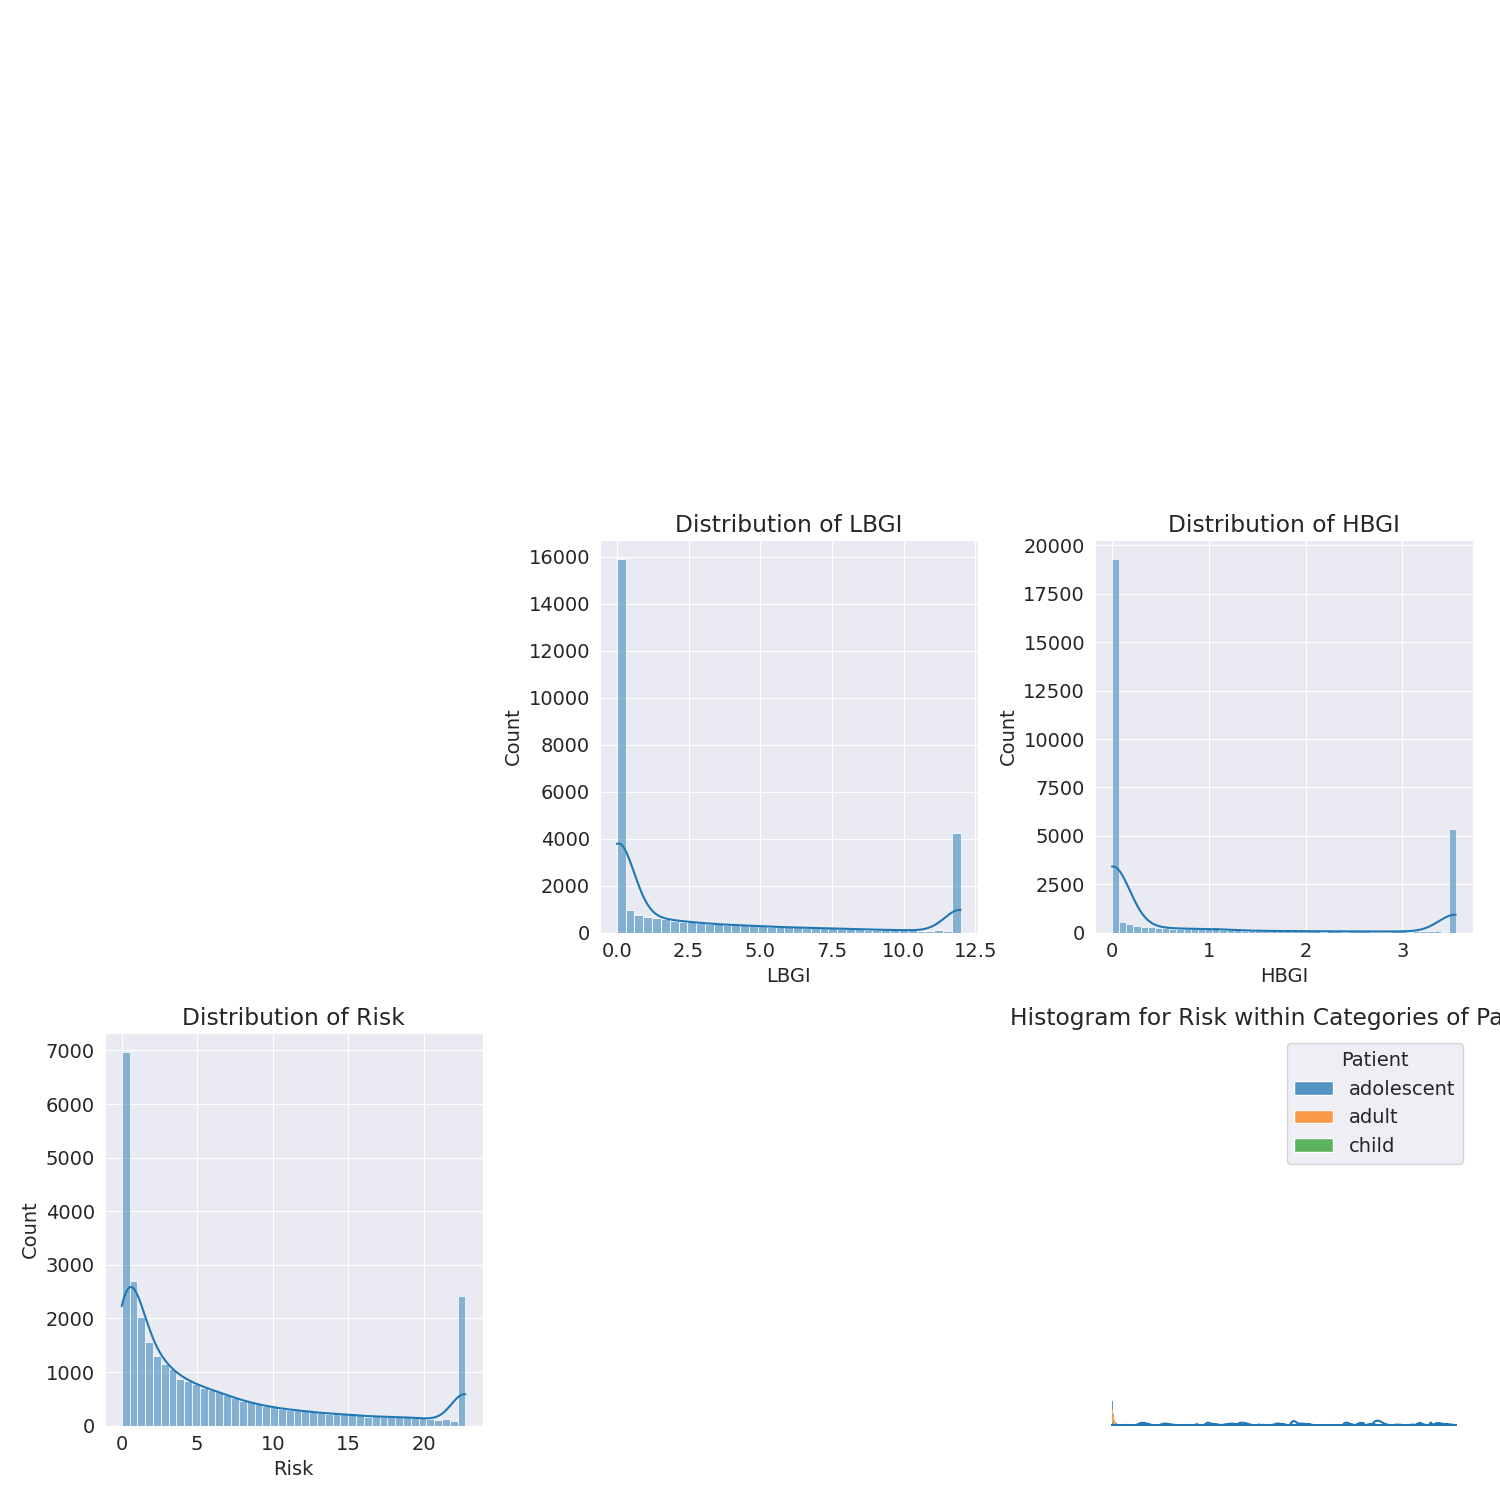 Distribution of LBGI
16000
14000
12000
10000
8000
6000
4000
2000
0
Count
0.0 2.5 5.0 7.5 10.0 12.5
LBGI
Distribution of HBGI
20000
17500
15000
12500
10000
7500
5000
2500
0
Count
0 1 2 3
HBGI
Distribution of Risk
7000
6000
5000
4000
3000
2000
1000
0
Count
0 5 10 15 20
Risk
Histogram for Risk within Categories of Pa
Patient
adolescent
adult
child